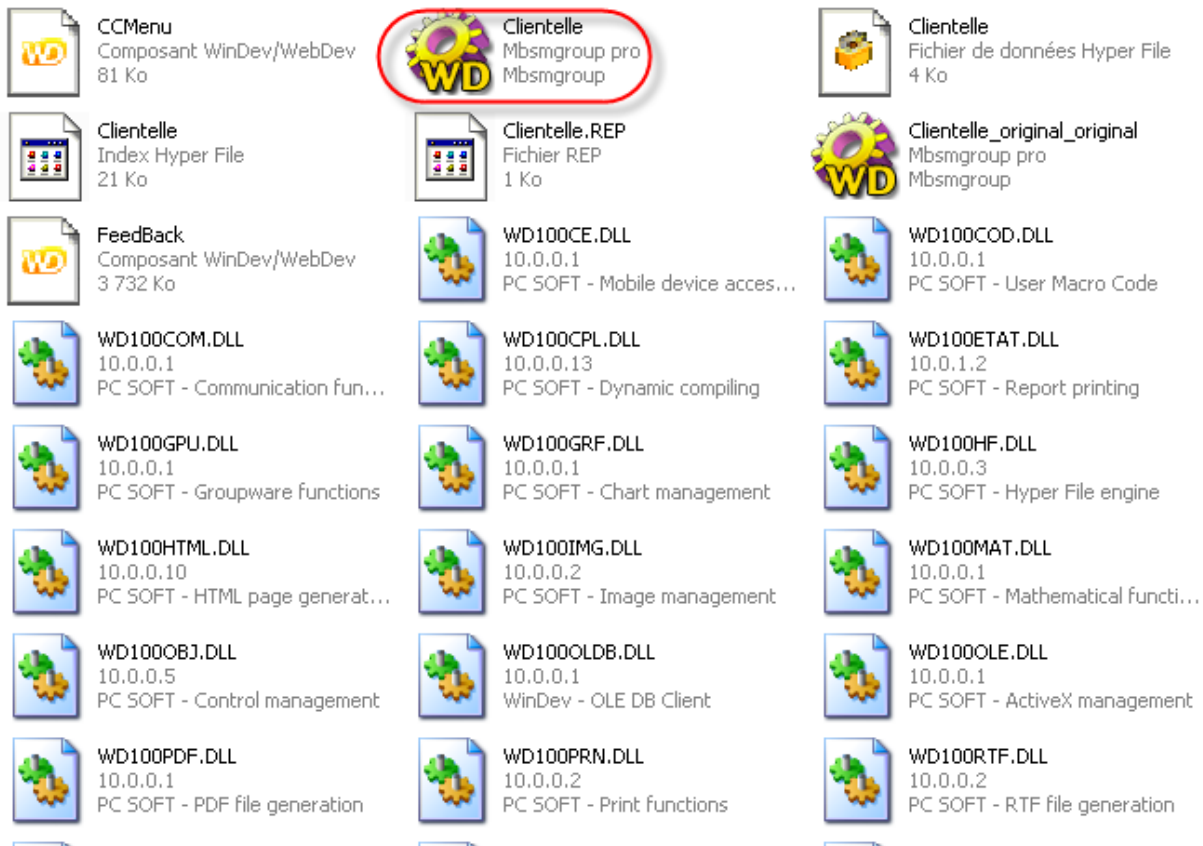 CCMenu
Composant WinDev/WebDev
81 Ko
WD
Clientelle
Mbsmgroup pro
Mbsmgroup
WD
Clientelle
Fichier de données Hyper File
4 Ko
Clientelle
Index Hyper File
21 Ko
Clientelle.REP
Fichier REP
1 Ko
Clientelle_original_original
Mbsmgroup pro
Mbsmgroup
WD
FeedBack
Composant WinDev/WebDev
3 732 Ko
WD
WD100CE.DLL
10.0.0.1
PC SOFT - Mobile device acces...
WD100COD.DLL
10.0.0.1
PC SOFT - User Macro Code
WD100COM.DLL
10.0.0.1
PC SOFT - Communication fun...
WD100CPL.DLL
10.0.0.13
PC SOFT - Dynamic compiling
WD100ETAT.DLL
10.0.1.2
PC SOFT - Report printing
WD100GPU.DLL
10.0.0.1
PC SOFT - Groupware functions
WD100GRF.DLL
10.0.0.1
PC SOFT - Chart management
WD100HF.DLL
10.0.0.3
PC SOFT - Hyper File engine
WD100HTML.DLL
10.0.0.10
PC SOFT - HTML page generat...
WD100IMG.DLL
10.0.0.2
PC SOFT - Image management
WD100MAT.DLL
10.0.0.1
PC SOFT - Mathematical functi...
WD100OBJ.DLL
10.0.0.5
PC SOFT - Control management
WD100OLDB.DLL
10.0.0.1
WinDev - OLE DB Client
WD100OLE.DLL
10.0.0.1
PC SOFT - ActiveX management
WD100PDF.DLL
10.0.0.1
PC SOFT - PDF file generation
WD100PRN.DLL
10.0.0.2
PC SOFT - Print functions
WD100RTF.DLL
10.0.0.2
PC SOFT - RTF file generation